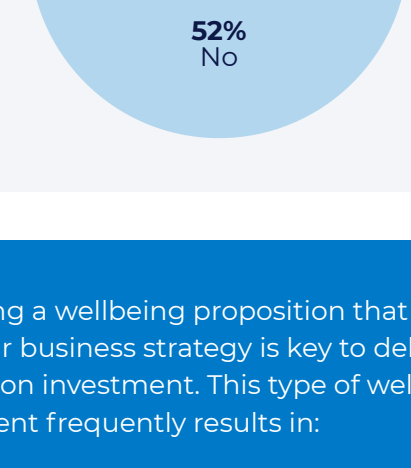 52%
No
ng a wellbeing proposition that
r business strategy is key to del
on investment. This type of wel
ent frequently results in: